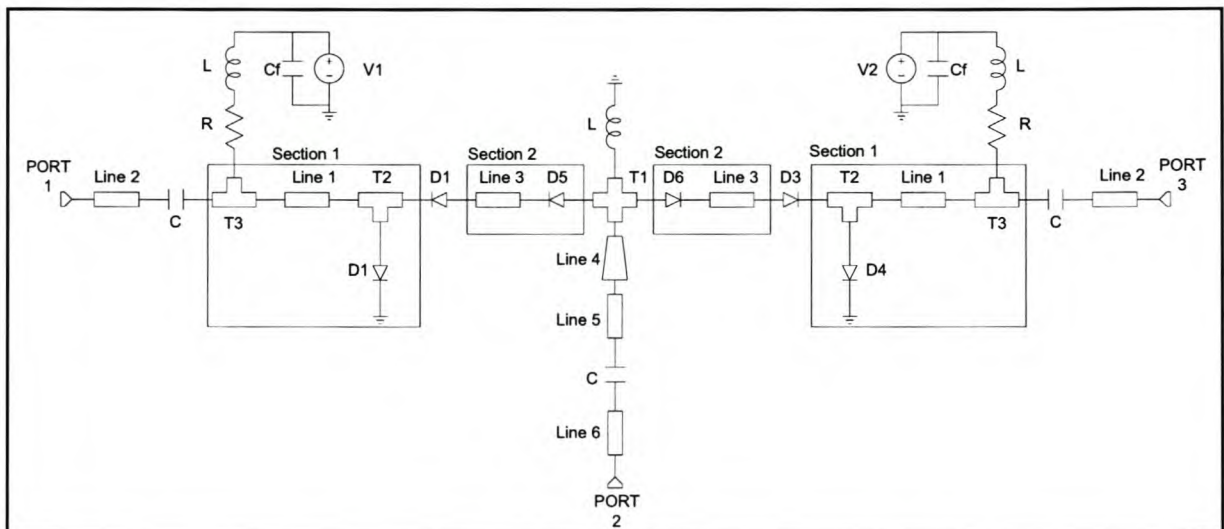 L
Cf
V1
R
V2
Cf
L
R
L
PORT
1
Line 2
C
Section 1
T3
Line 1
T2
D1
D1
Section 2
Line 3
D5
T1
Section 2
D6
Line 3
D3
Section 1
T2
Line 1
T3
D4
C
Line 2
PORT
3
Line 4
Line 5
C
Line 6
PORT
2